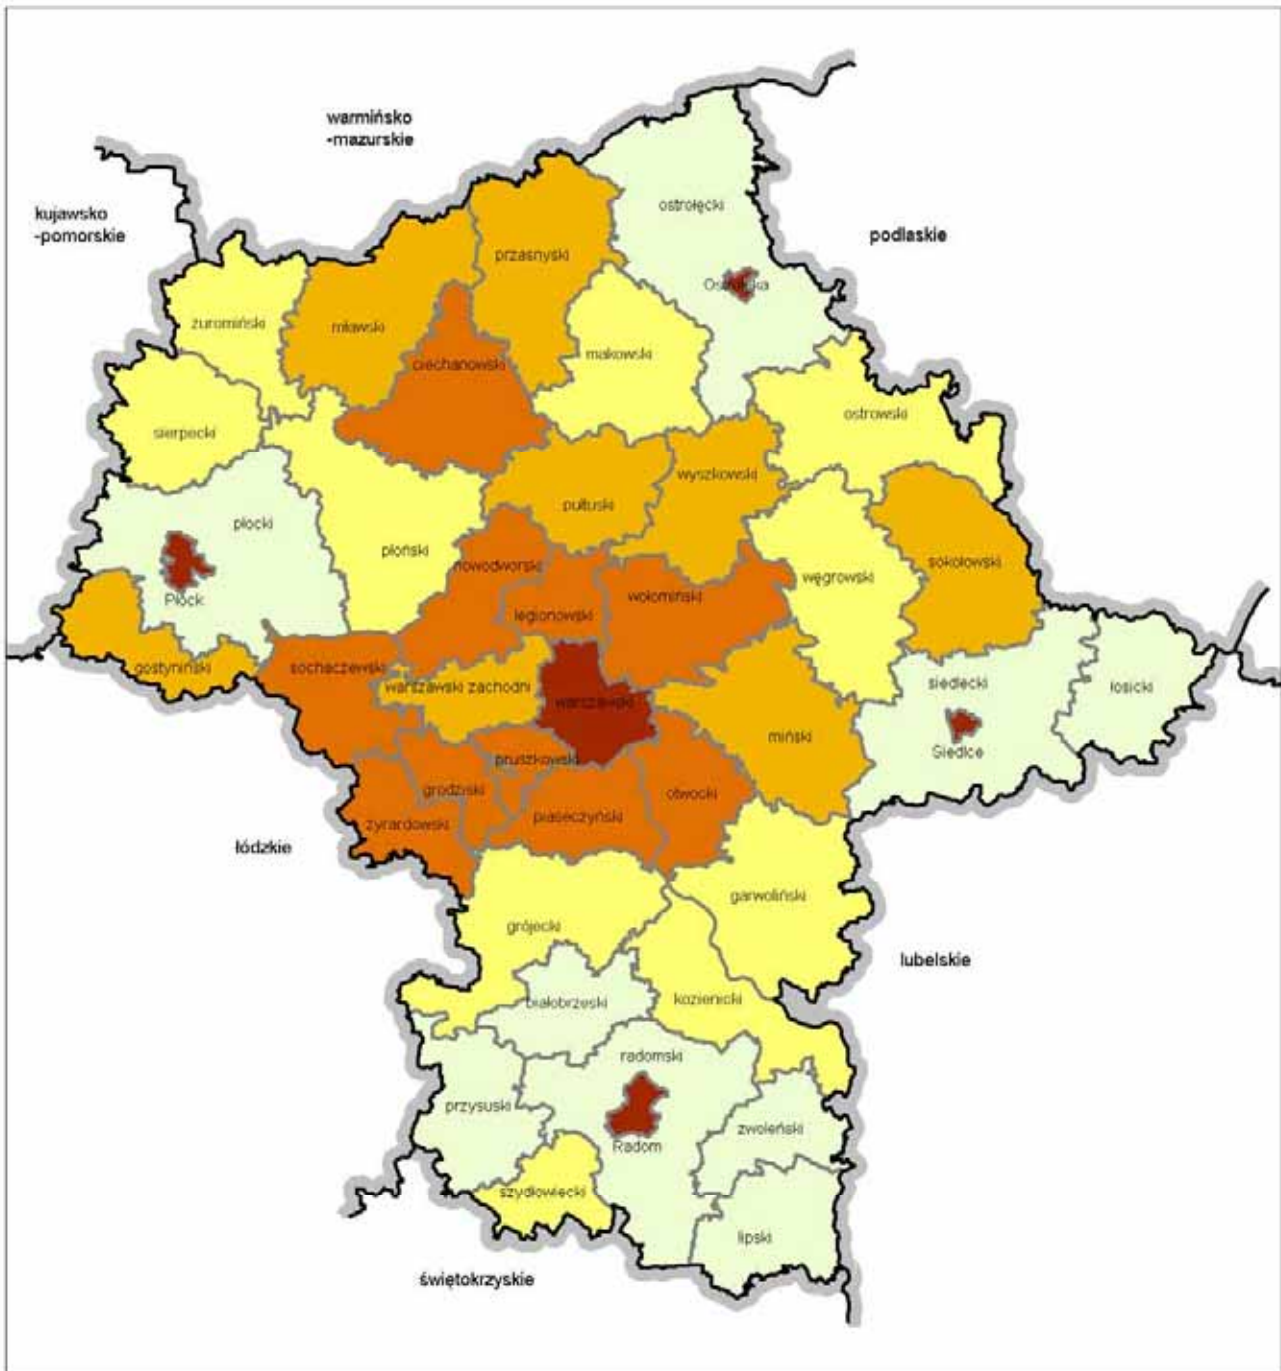 warmińsko
-mazurskie
kujawsko
-pomorskie
podlaskie
ostrołęcki
przasnyski
Ostrołęka
żuromiński
mławski
makowski
ciechanowski
ostrowski
sierpecki
wyszkowski
pułtuski
płocki
płoński
sokołowski
nowodworski
węgrowski
Płock
wołomiński
legionowski
gostyniński
sochaczewski
warszawski zachodni
siedlecki
łosicki
warszawski
miński
Siedlce
pruszkowski
grodziski
otwocki
piaseczyński
żyrardowski
łódzkie
garwoliński
grójecki
lubelskie
białobrzeski
kozienicki
radomski
przysuski
zwoleński
Radom
szydłowiecki
lipski
świętokrzyskie